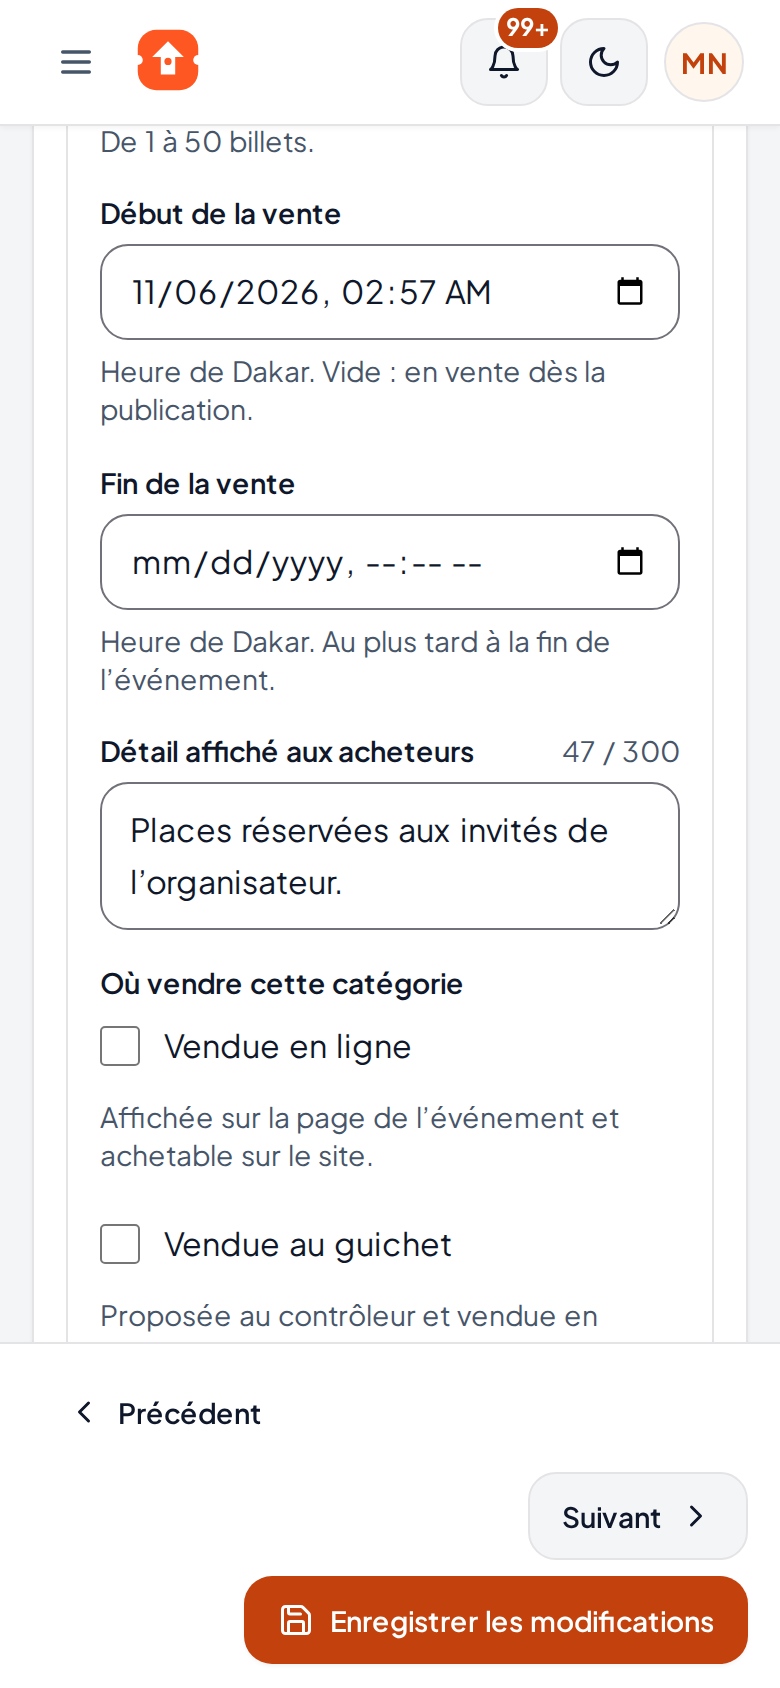 99+
MN
De 1 à 50 billets.
Début de la vente
11/06/2026, 02:57 AM
Heure de Dakar. Vide : en vente dès la
publication.
Fin de la vente
mm/dd/yyyy, --:-- --
Heure de Dakar. Au plus tard à la fin de
l’événement.
Détail affiché aux acheteurs 47 / 300
Places réservées aux invités de
l’organisateur.
Où vendre cette catégorie
Vendue en ligne
Affichée sur la page de l’événement et
achetable sur le site.
Vendue au guichet
Proposée au contrôleur et vendue en
Précédent
Suivant
Enregistrer les modifications